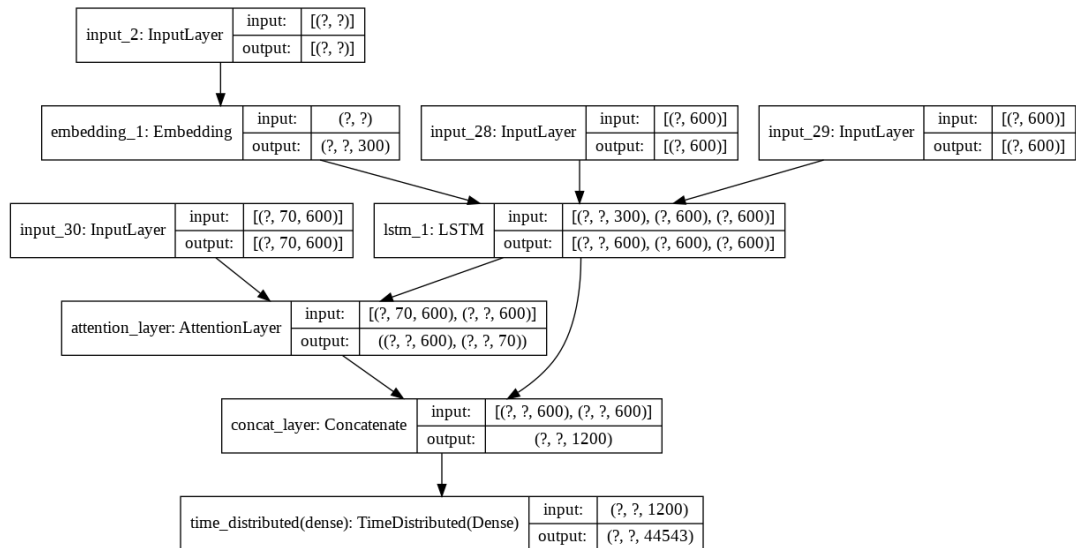 input_2: InputLayer
input: [(?, ?)]
output: [(?, ?)]
embedding_1: Embedding
input: (?, ?)
output: (?, ?, 300)
input_28: InputLayer
input: [(?, 600)]
output: [(?, 600)]
input_29: InputLayer
input: [(?, 600)]
output: [(?, 600)]
input_30: InputLayer
input: [(?, 70, 600)]
output: [(?, 70, 600)]
lstm_1: LSTM
input: [(?, ?, 300), (?, 600), (?, 600)]
output: [(?, ?, 600), (?, 600), (?, 600)]
attention_layer: AttentionLayer
input: [(?, 70, 600), (?, ?, 600)]
output: ((?, ?, 600), (?, ?, 70))
concat_layer: Concatenate
input: [(?, ?, 600), (?, ?, 600)]
output: (?, ?, 1200)
time_distributed(dense): TimeDistributed(Dense)
input: (?, ?, 1200)
output: (?, ?, 44543)